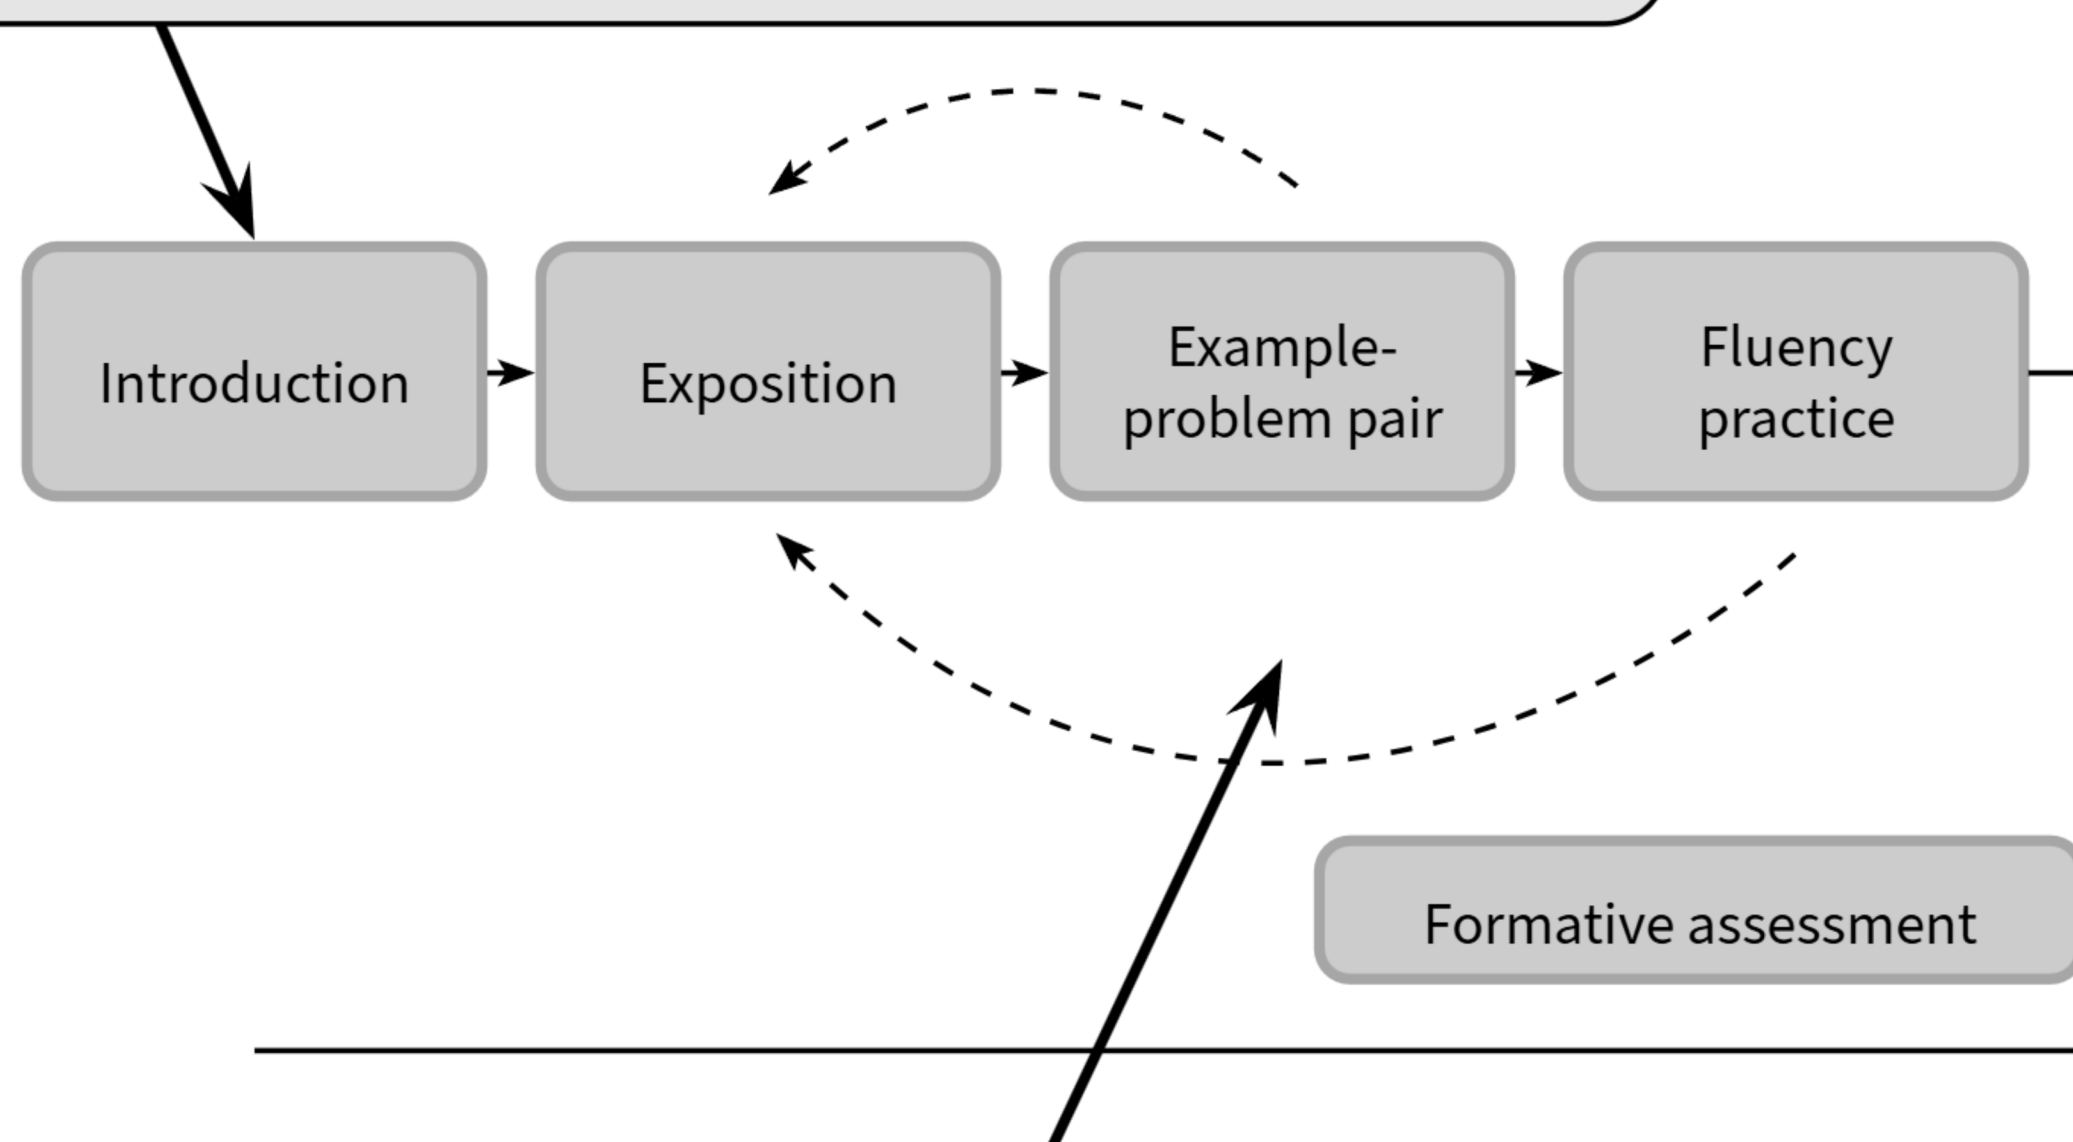 Introduction
Exposition
Example-
problem pair
Fluency
practice
Formative assessment